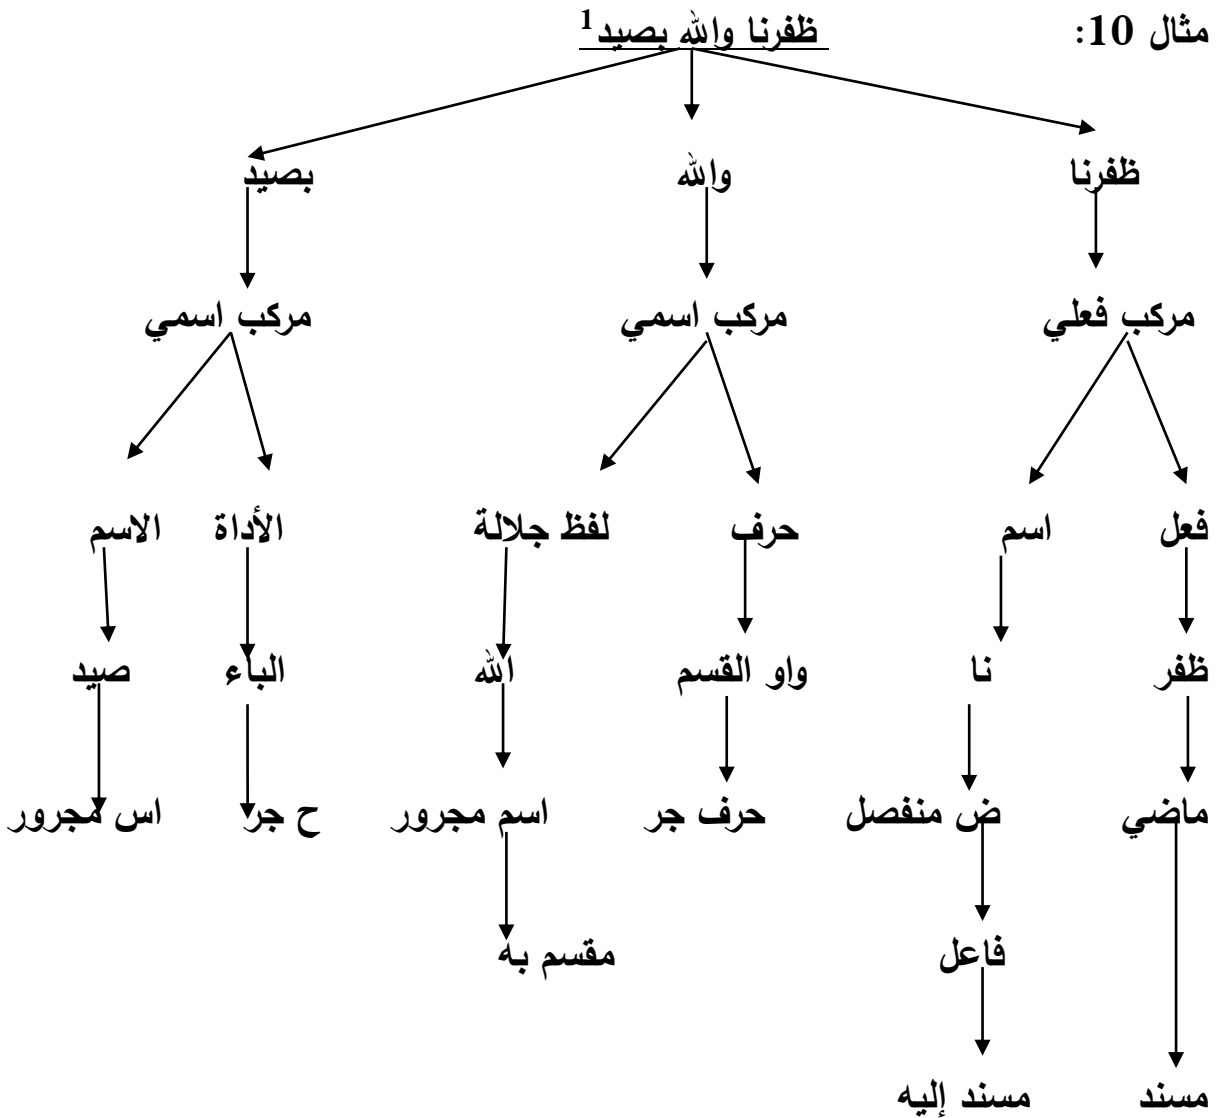 مثال 10: ظفرنا والله بصيد1
ظفرنا والله بصيد
مركب فعلي مركب اسمي مركب اسمي
فعل اسم حرف لفظ جلالة الأداة الاسم
ظفر نا واو القسم الله الباء صيد
ماضي ض منفصل حرف جر اسم مجرور ح جر اس مجرور
فاعل مقسم به
مسند مسند إليه